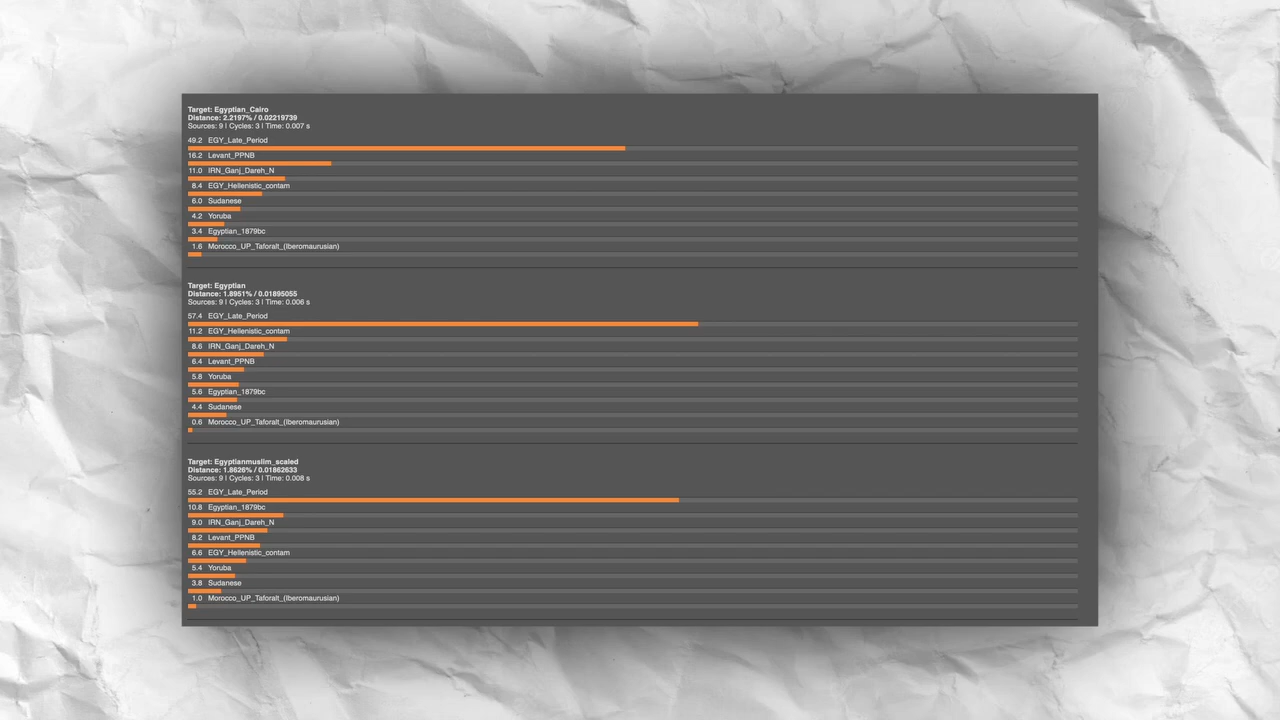 Target: Egyptian_Cairo
Distance: 2.2197% / 0.02219739
Sources: 9 | Cycles: 3 | Time: 0.007 s
49.2 EGY_Late_Period
16.2 Levant_PPNB
11.0 IRN_Ganj_Dareh_N
8.4 EGY_Hellenistic_contam
6.0 Sudanese
4.2 Yoruba
3.4 Egyptian_1879bc
1.6 Morocco_UP_Taforalt_(Iberomaurusian)
Target: Egyptian
Distance: 1.8951% / 0.01895055
Sources: 9 | Cycles: 3 | Time: 0.006 s
57.4 EGY_Late_Period
11.2 EGY_Hellenistic_contam
8.6 IRN_Ganj_Dareh_N
6.4 Levant_PPNB
5.8 Yoruba
5.6 Egyptian_1879bc
4.4 Sudanese
0.6 Morocco_UP_Taforalt_(Iberomaurusian)
Target: Egyptianmuslim_scaled
Distance: 1.8626% / 0.01862633
Sources: 9 | Cycles: 3 | Time: 0.008 s
55.2 EGY_Late_Period
10.8 Egyptian_1879bc
9.0 IRN_Ganj_Dareh_N
8.2 Levant_PPNB
6.6 EGY_Hellenistic_contam
5.4 Yoruba
3.8 Sudanese
1.0 Morocco_UP_Taforalt_(Iberomaurusian)